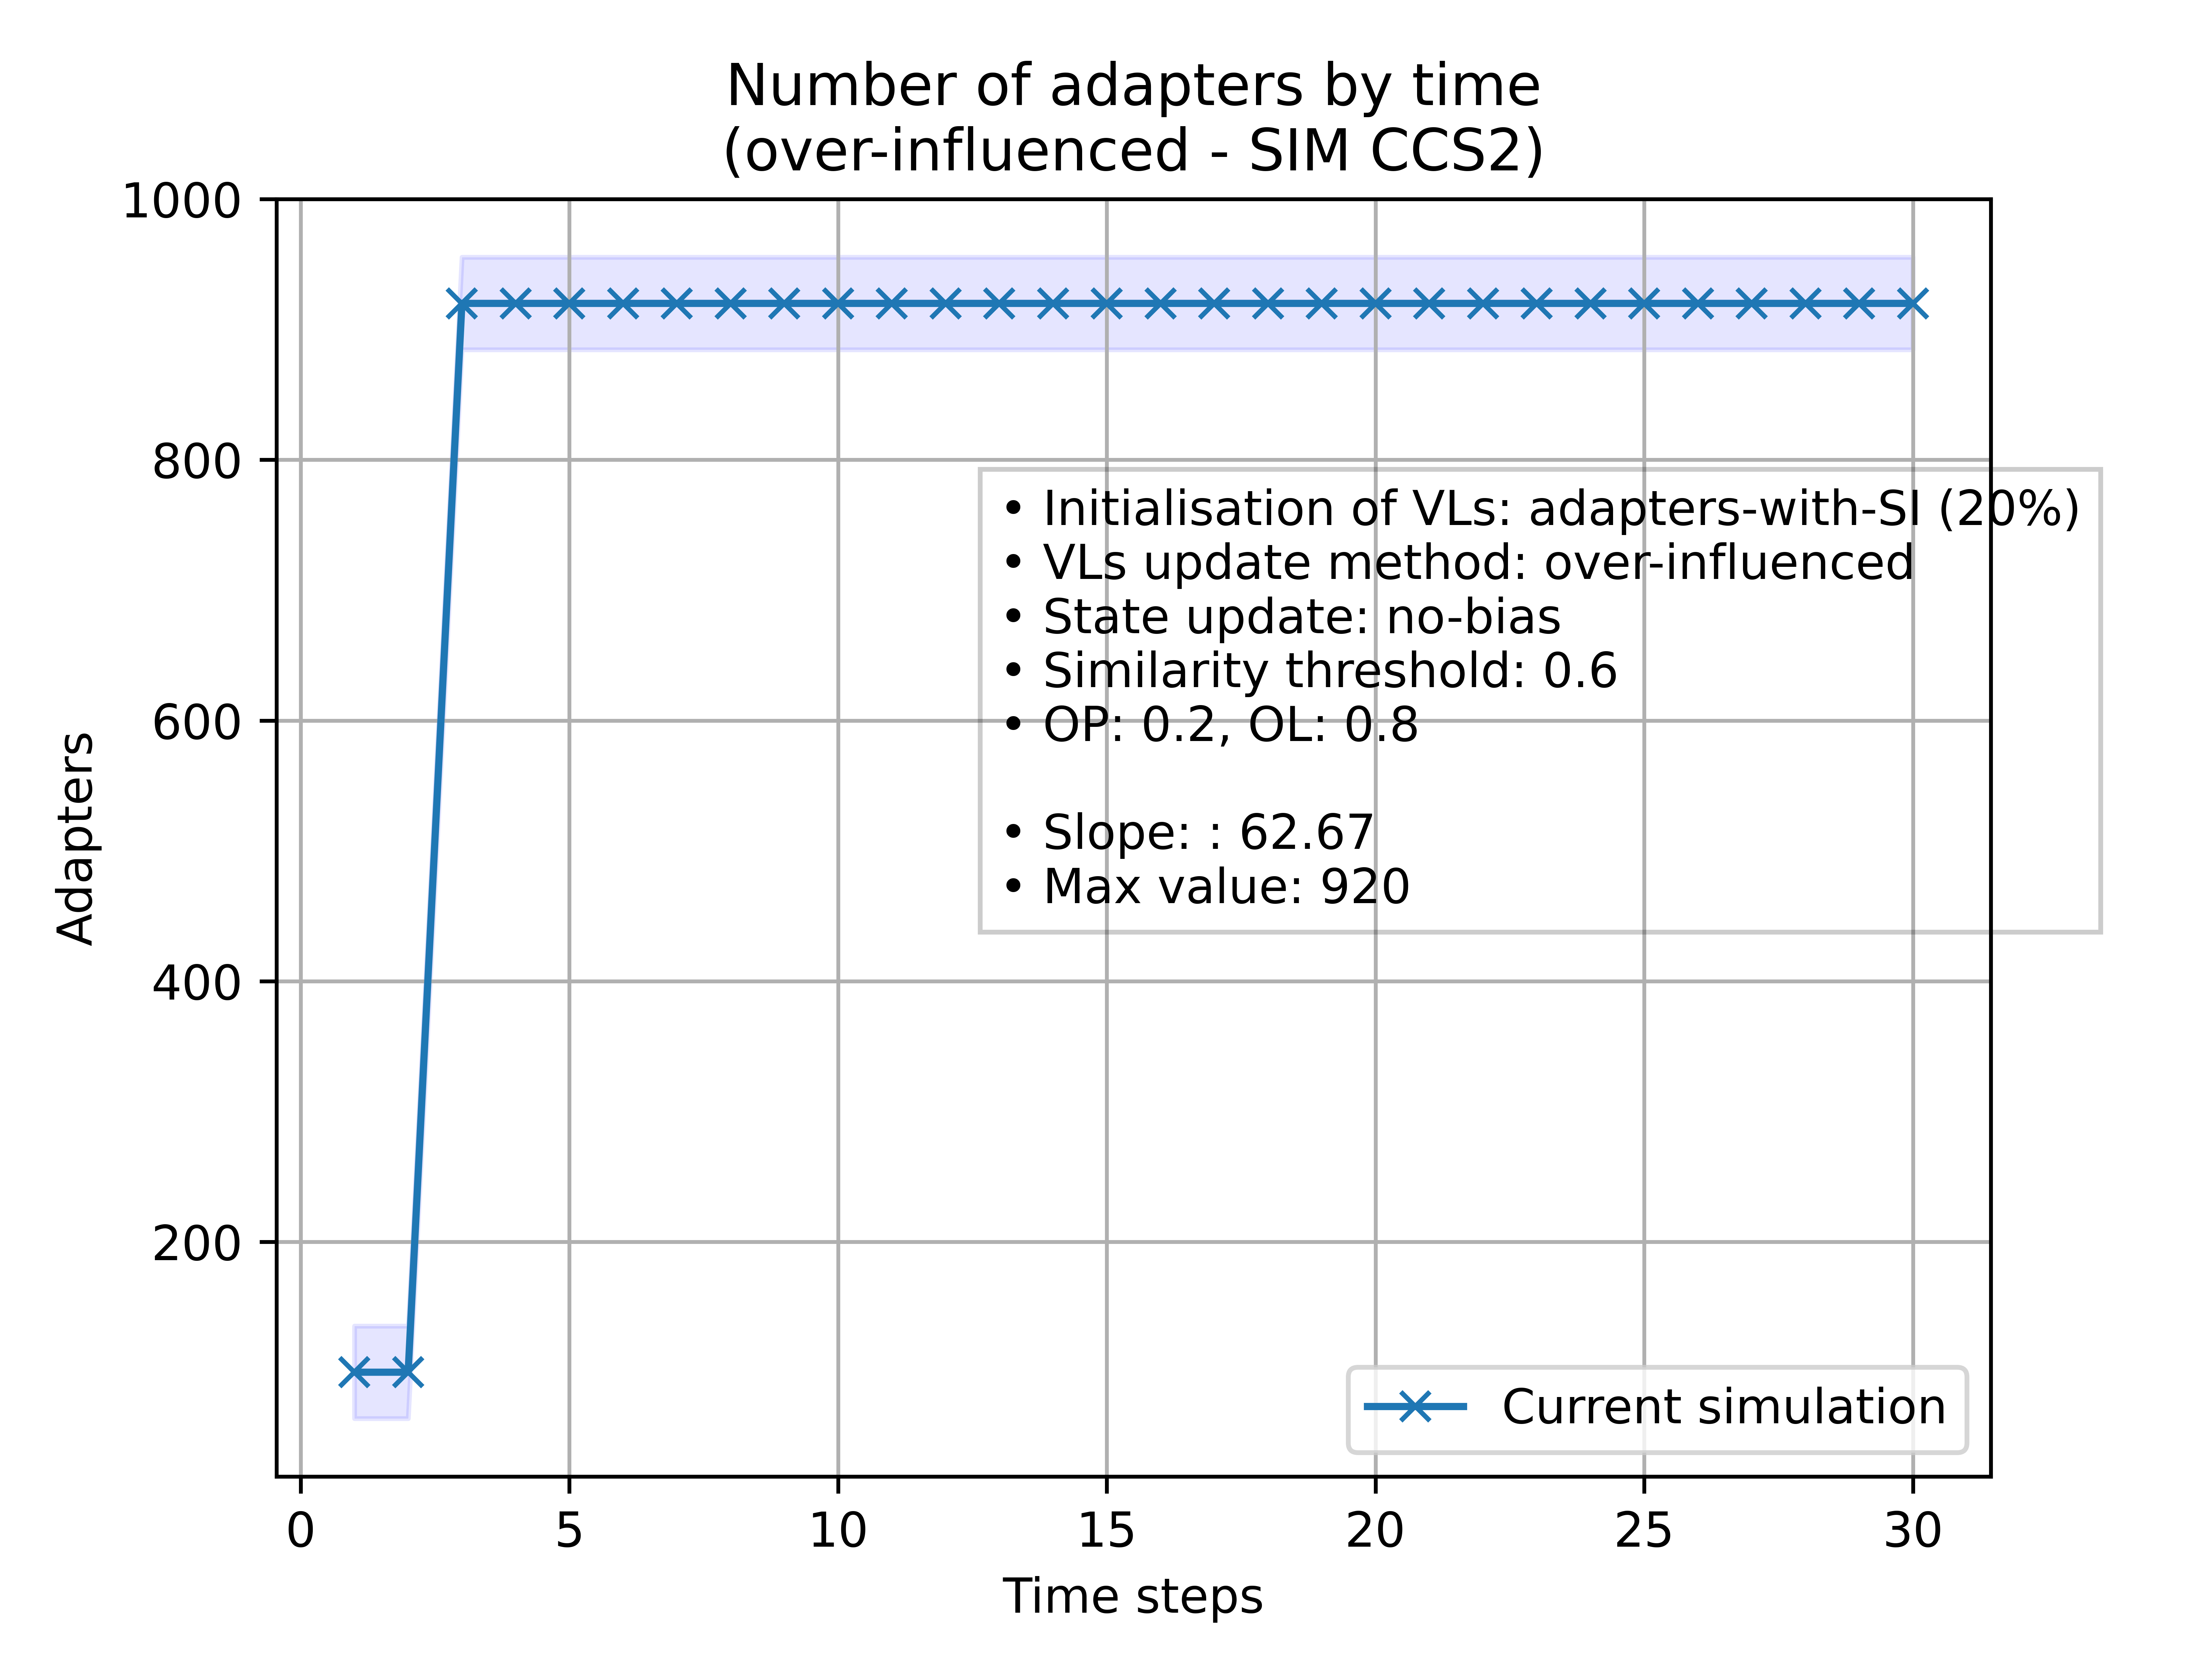 Number of adapters by time
(over-influenced - SIM CCS2)
1000
800
600
400
200
Adapters
• Initialisation of VLs: adapters-with-SI (20%)
• VLs update method: over-influenced
• State update: no-bias
• Similarity threshold: 0.6
• OP: 0.2, OL: 0.8
• Slope: : 62.67
• Max value: 920
Current simulation
0 5 10 15 20 25 30
Time steps